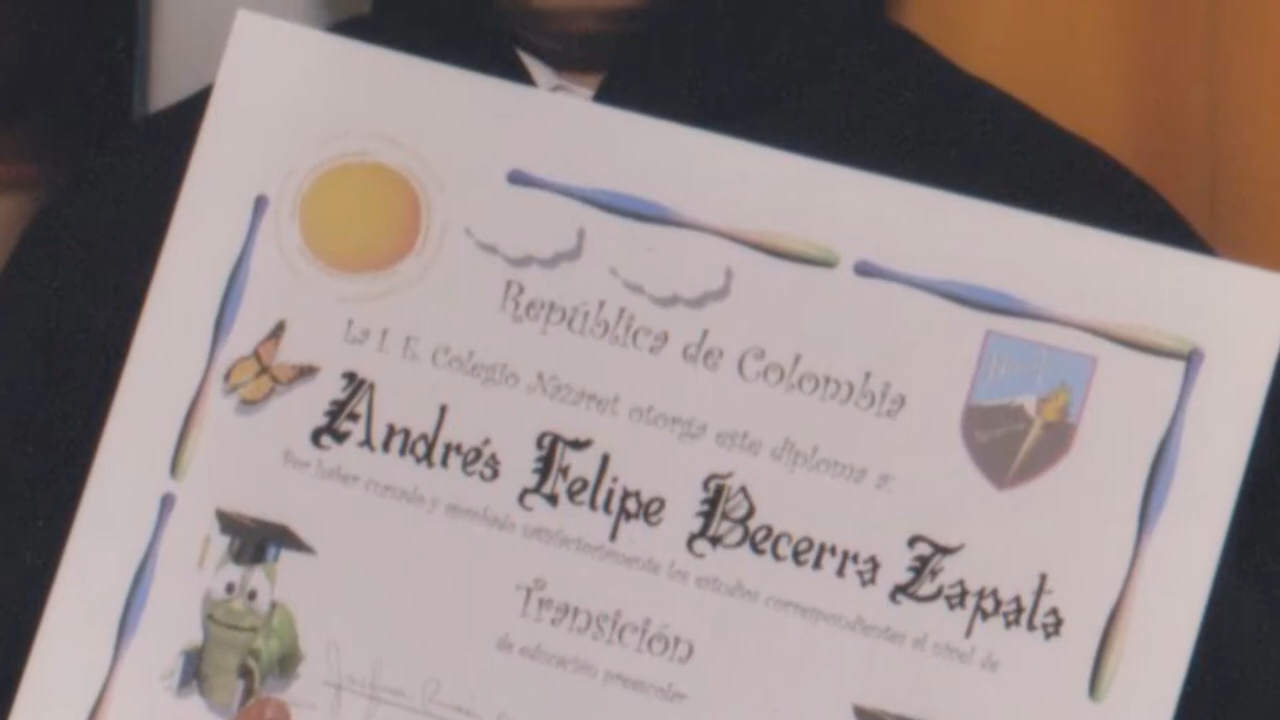 República de Colombia
La I. E. Colegio Nazaret otorga este diploma a:
Andrés Felipe Becerra Zapata
Por haber cursado y aprobado satisfactoriamente los estudios correspondientes al nivel de
Transición
de educación preescolar